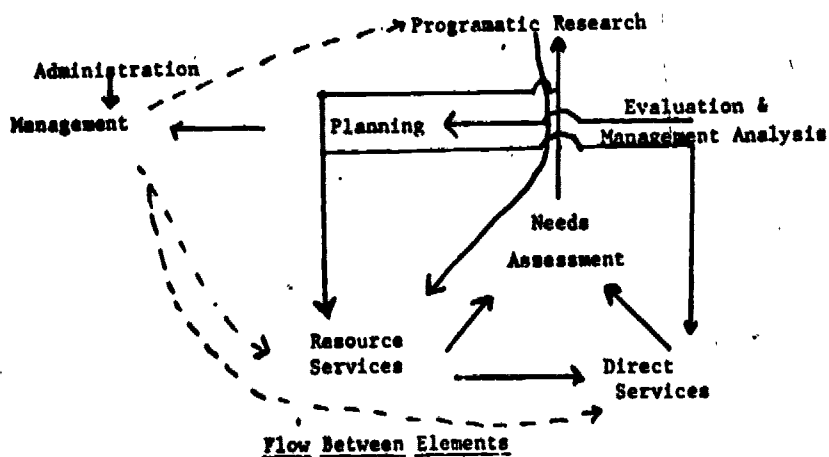 Programatic Research
Administration
Management
Planning
Evaluation &
Management Analysis
Needs
Assessment
Resource
Services
Direct
Services
Flow Between Elements